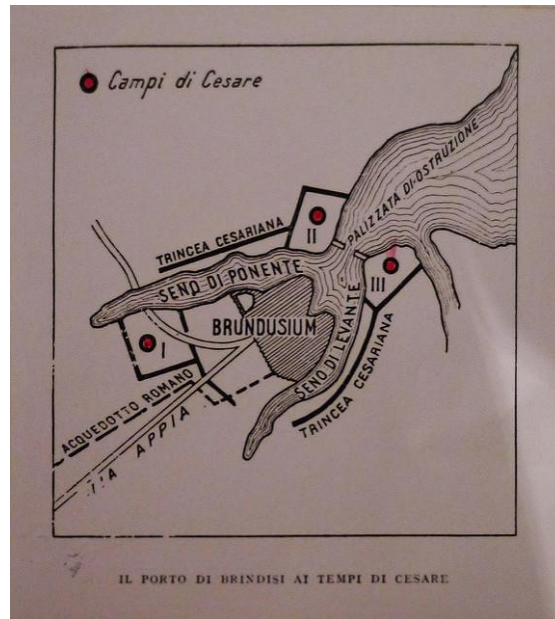 Campi di Cesare
PALIZZATA DI OSTRUZIONE
II
TRINCEA CESARIANA
III
SENO DI PONENTE
BRUNDUSIUM
I
SENO DI LEVANTE
TRINCEA CESARIANA
ACQUEDOTTO ROMANO
VIA APPIA
IL PORTO DI BRINDISI AI TEMPI DI CESARE